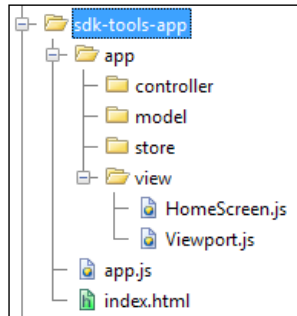 sdk-tools-app
app
controller
model
store
view
HomeScreen.js
Viewport.js
app.js
index.html